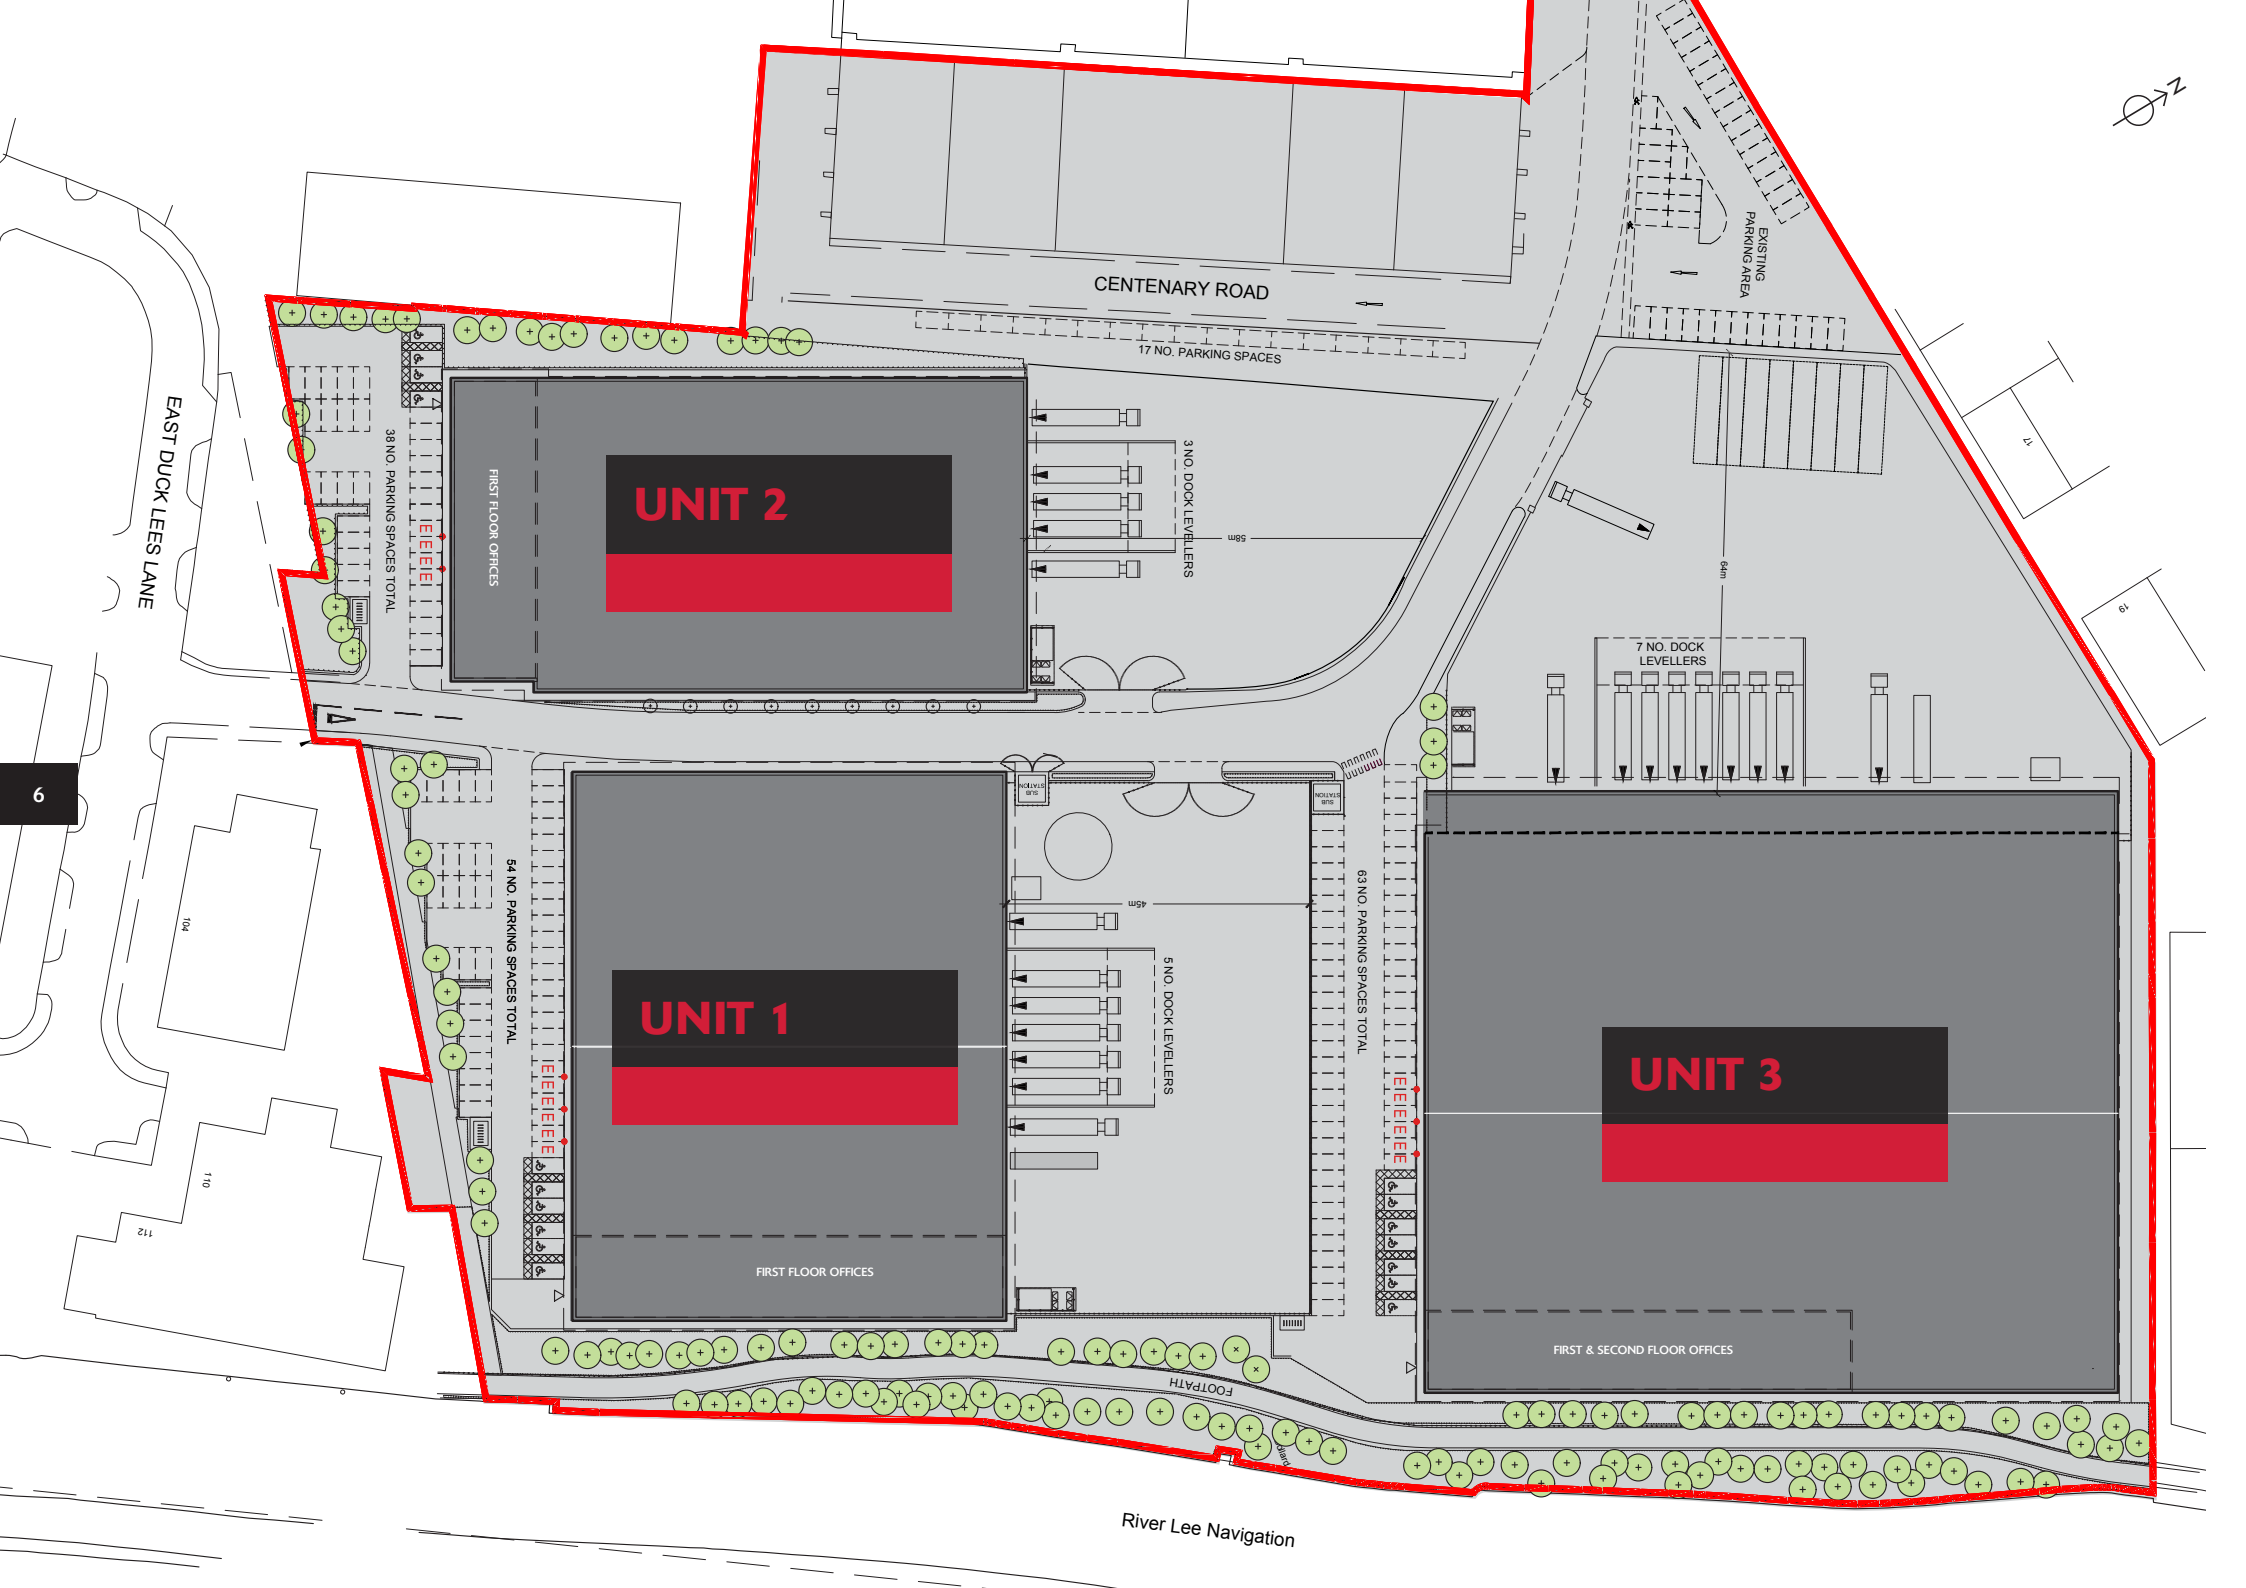 N
EXISTING
PARKING AREA
CENTENARY ROAD
17 NO. PARKING SPACES
EAST DUCK LEES LANE
38 NO. PARKING SPACES TOTAL
E
E
E
E
FIRST FLOOR OFFICES
UNIT 2
3 NO. DOCK LEVELLERS
58m
64m
17
19
7 NO. DOCK
LEVELLERS
6
SUB
STATION
SUB
STATION
54 NO. PARKING SPACES TOTAL
45m
63 NO. PARKING SPACES TOTAL
104
5 NO. DOCK LEVELLERS
UNIT 1
UNIT 3
E
E
E
E
E
E
E
E
E
E
E
110
112
FIRST FLOOR OFFICES
FIRST & SECOND FLOOR OFFICES
FOOTPATH
River Lee Navigation